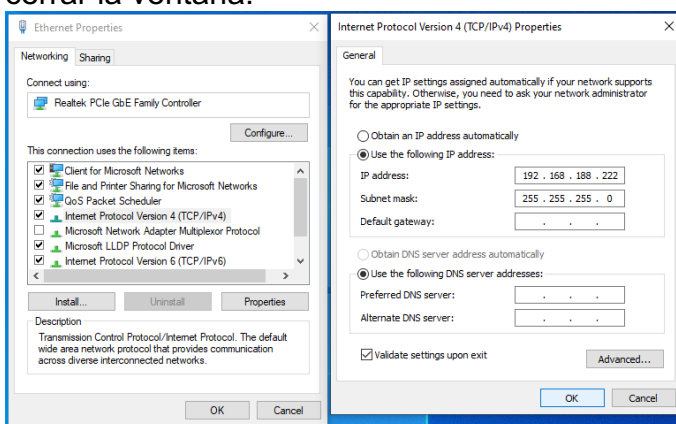 cerrar la ventana.
Ethernet Properties
Networking Sharing
Connect using:
Realtek PCIe GbE Family Controller
Configure...
This connection uses the following items:
Client for Microsoft Networks
File and Printer Sharing for Microsoft Networks
QoS Packet Scheduler
Internet Protocol Version 4 (TCP/IPv4)
Microsoft Network Adapter Multiplexor Protocol
Microsoft LLDP Protocol Driver
Internet Protocol Version 6 (TCP/IPv6)
Install... Uninstall Properties
Description
Transmission Control Protocol/Internet Protocol. The default
wide area network protocol that provides communication
across diverse interconnected networks.
OK Cancel
Internet Protocol Version 4 (TCP/IPv4) Properties
General
You can get IP settings assigned automatically if your network supports
this capability. Otherwise, you need to ask your network administrator
for the appropriate IP settings.
Obtain an IP address automatically
Use the following IP address:
IP address: 192 . 168 . 188 . 222
Subnet mask: 255 . 255 . 255 . 0
Default gateway: . . .
Obtain DNS server address automatically
Use the following DNS server addresses:
Preferred DNS server: . . .
Alternate DNS server: . . .
Validate settings upon exit
Advanced...
OK Cancel